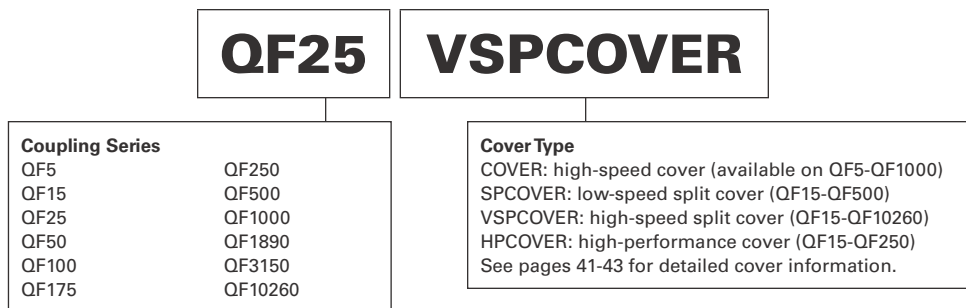 QF25 VSPCOVER
Coupling Series
QF5 QF250
QF15 QF500
QF25 QF1000
QF50 QF1890
QF100 QF3150
QF175 QF10260
Cover Type
COVER: high-speed cover (available on QF5-QF1000)
SPCOVER: low-speed split cover (QF15-QF500)
VSPCOVER: high-speed split cover (QF15-QF10260)
HPCOVER: high-performance cover (QF15-QF250)
See pages 41-43 for detailed cover information.